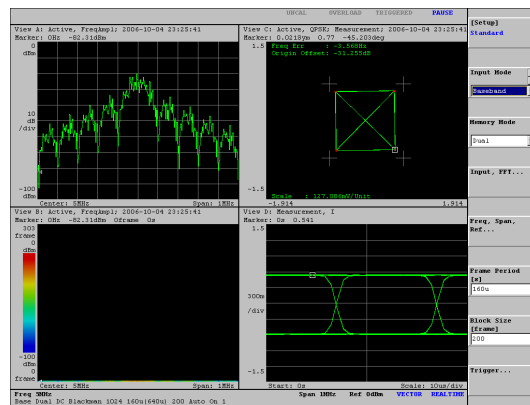 UNCAL OVERLOAD TRIGGERED PAUSE
View A: Active, FreqAmpl; 2006-10-04 23:25:41
Marker: 0Hz -82.31dBm
0
dBm
10
dB
/div
-100
dBm
Center: 5MHz Span: 1MHz
View C: Active, QPSK; Measurement; 23:25:41
Marker: 0.0218ym 0.77 -45.203deg
1.5
Freq Err : -3.568Hz
Origin Offset: -31.255dB
-1.5
Scale : 127.886mV/Unit
-1.914 1.914
View B: Active, FreqAmpl; 2006-10-04 23:25:41
Marker: 0Hz -82.31dBm 0frame 0s
303
frame
0
dBm
-100
dBm
0
frame
Center: 5MHz Span: 1MHz
View D: Measurement, I
Marker: 0s 0.541
1.5
300m
/div
-1.5
Start: 0s Scale: 10us/div
Freq 5MHz Span 1MHz Ref 0dBm VECTOR REALTIME
Base Dual DC Blackman 1024 160u(640u) 200 Auto On 1
[Setup]
Standard
Input Mode
Baseband
Memory Mode
Dual
Input, FFT...
Freq, Span,
Ref...
Frame Period
[s]
160u
Block Size
[frame]
200
Trigger...